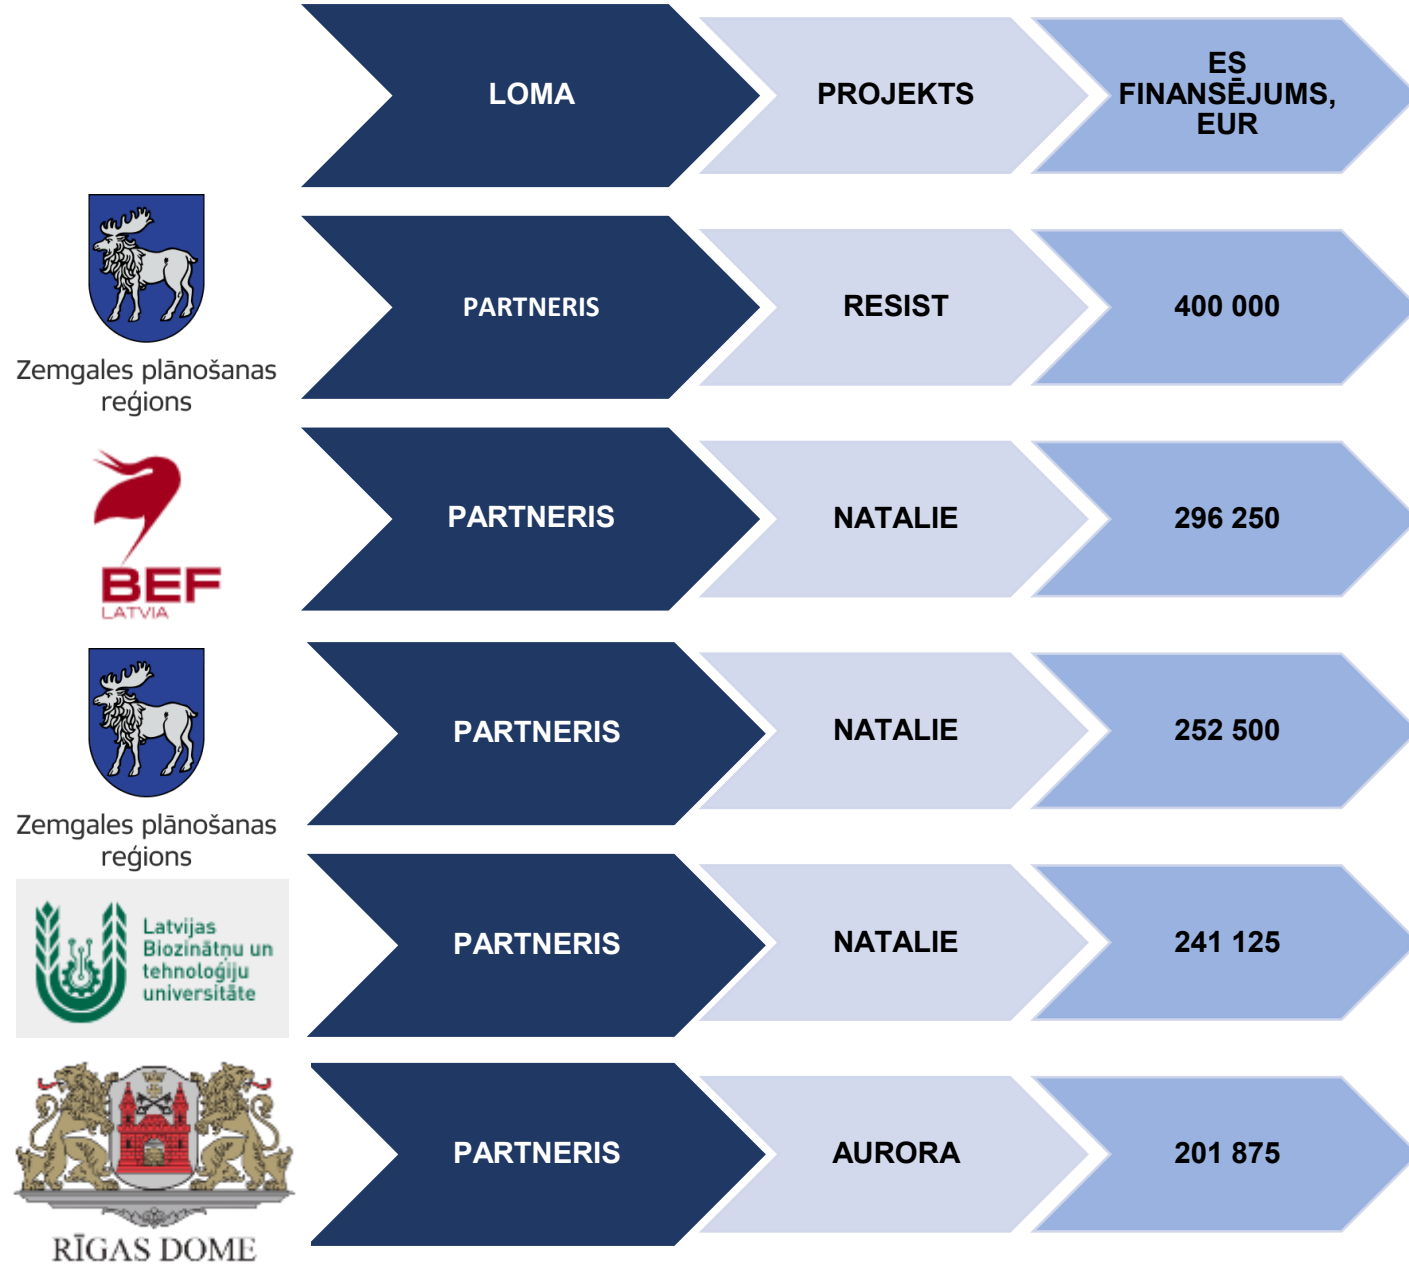 LOMA
PROJEKTS
ES
FINANSĒJUMS,
EUR
Zemgales plānošanas
reģions
PARTNERIS
RESIST
400 000
BEF
LATVIA
PARTNERIS
NATALIE
296 250
Zemgales plānošanas
reģions
PARTNERIS
NATALIE
252 500
Latvijas
Biozinātņu un
tehnoloģiju
universitāte
PARTNERIS
NATALIE
241 125
RĪGAS DOME
PARTNERIS
AURORA
201 875